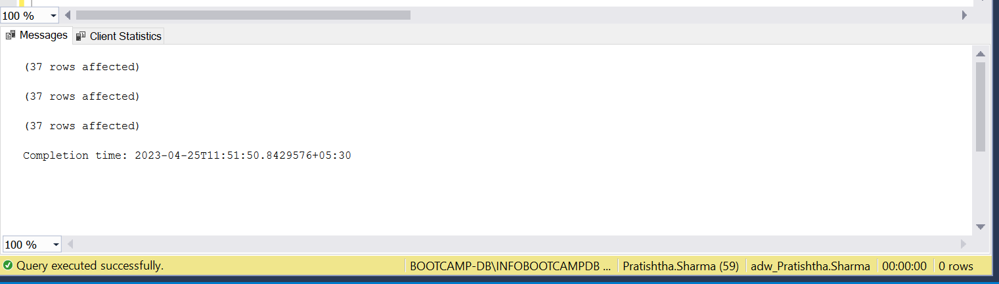 100 %
Messages Client Statistics
(37 rows affected)
(37 rows affected)
(37 rows affected)
Completion time: 2023-04-25T11:51:50.8429576+05:30
100 %
Query executed successfully. BOOTCAMP-DB\INFOBOOTCAMPDB ... Pratishtha.Sharma (59) adw_Pratishtha.Sharma 00:00:00 0 rows